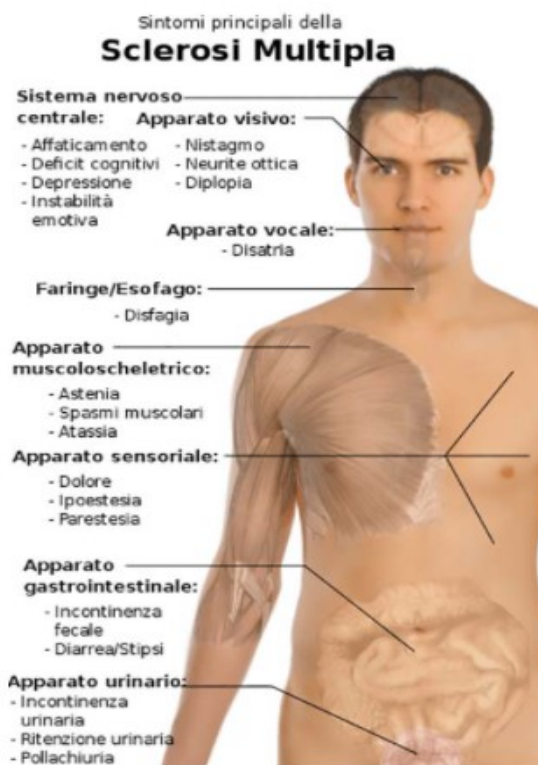 Sintomi principali della
Sclerosi Multipla
Sistema nervoso
centrale:
- Affaticamento
- Deficit cognitivi
- Depressione
- Instabilità
emotiva
Apparato visivo:
- Nistagmo
- Neurite ottica
- Diplopia
Apparato vocale:
- Disatria
Faringe/Esofago:
- Disfagia
Apparato
muscoloscheletrico:
- Astenia
- Spasmi muscolari
- Atassia
Apparato sensoriale:
- Dolore
- Ipoestesia
- Parestesia
Apparato
gastrointestinale:
- Incontinenza
fecale
- Diarrea/Stipsi
Apparato urinario:
- Incontinenza
urinaria
- Ritenzione urinaria
- Pollachiuria